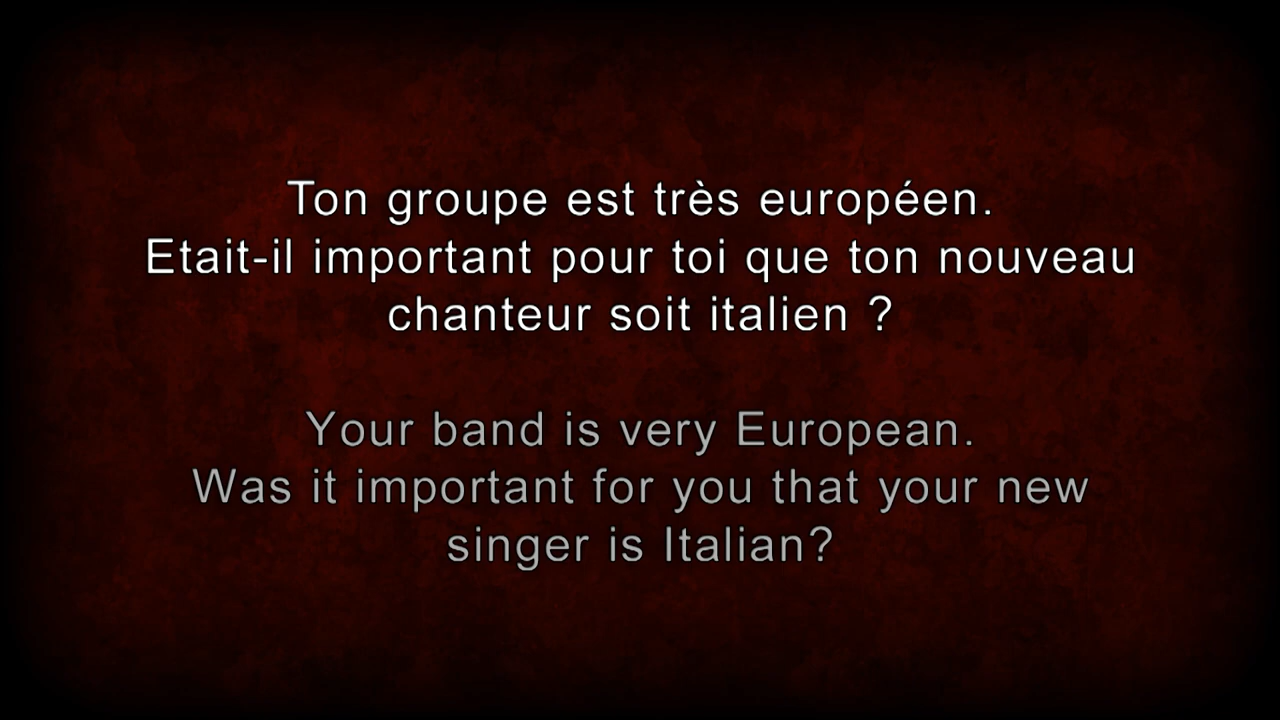 Ton groupe est très européen.
Etait-il important pour toi que ton nouveau
chanteur soit italien ?
Your band is very European.
Was it important for you that your new
singer is Italian?